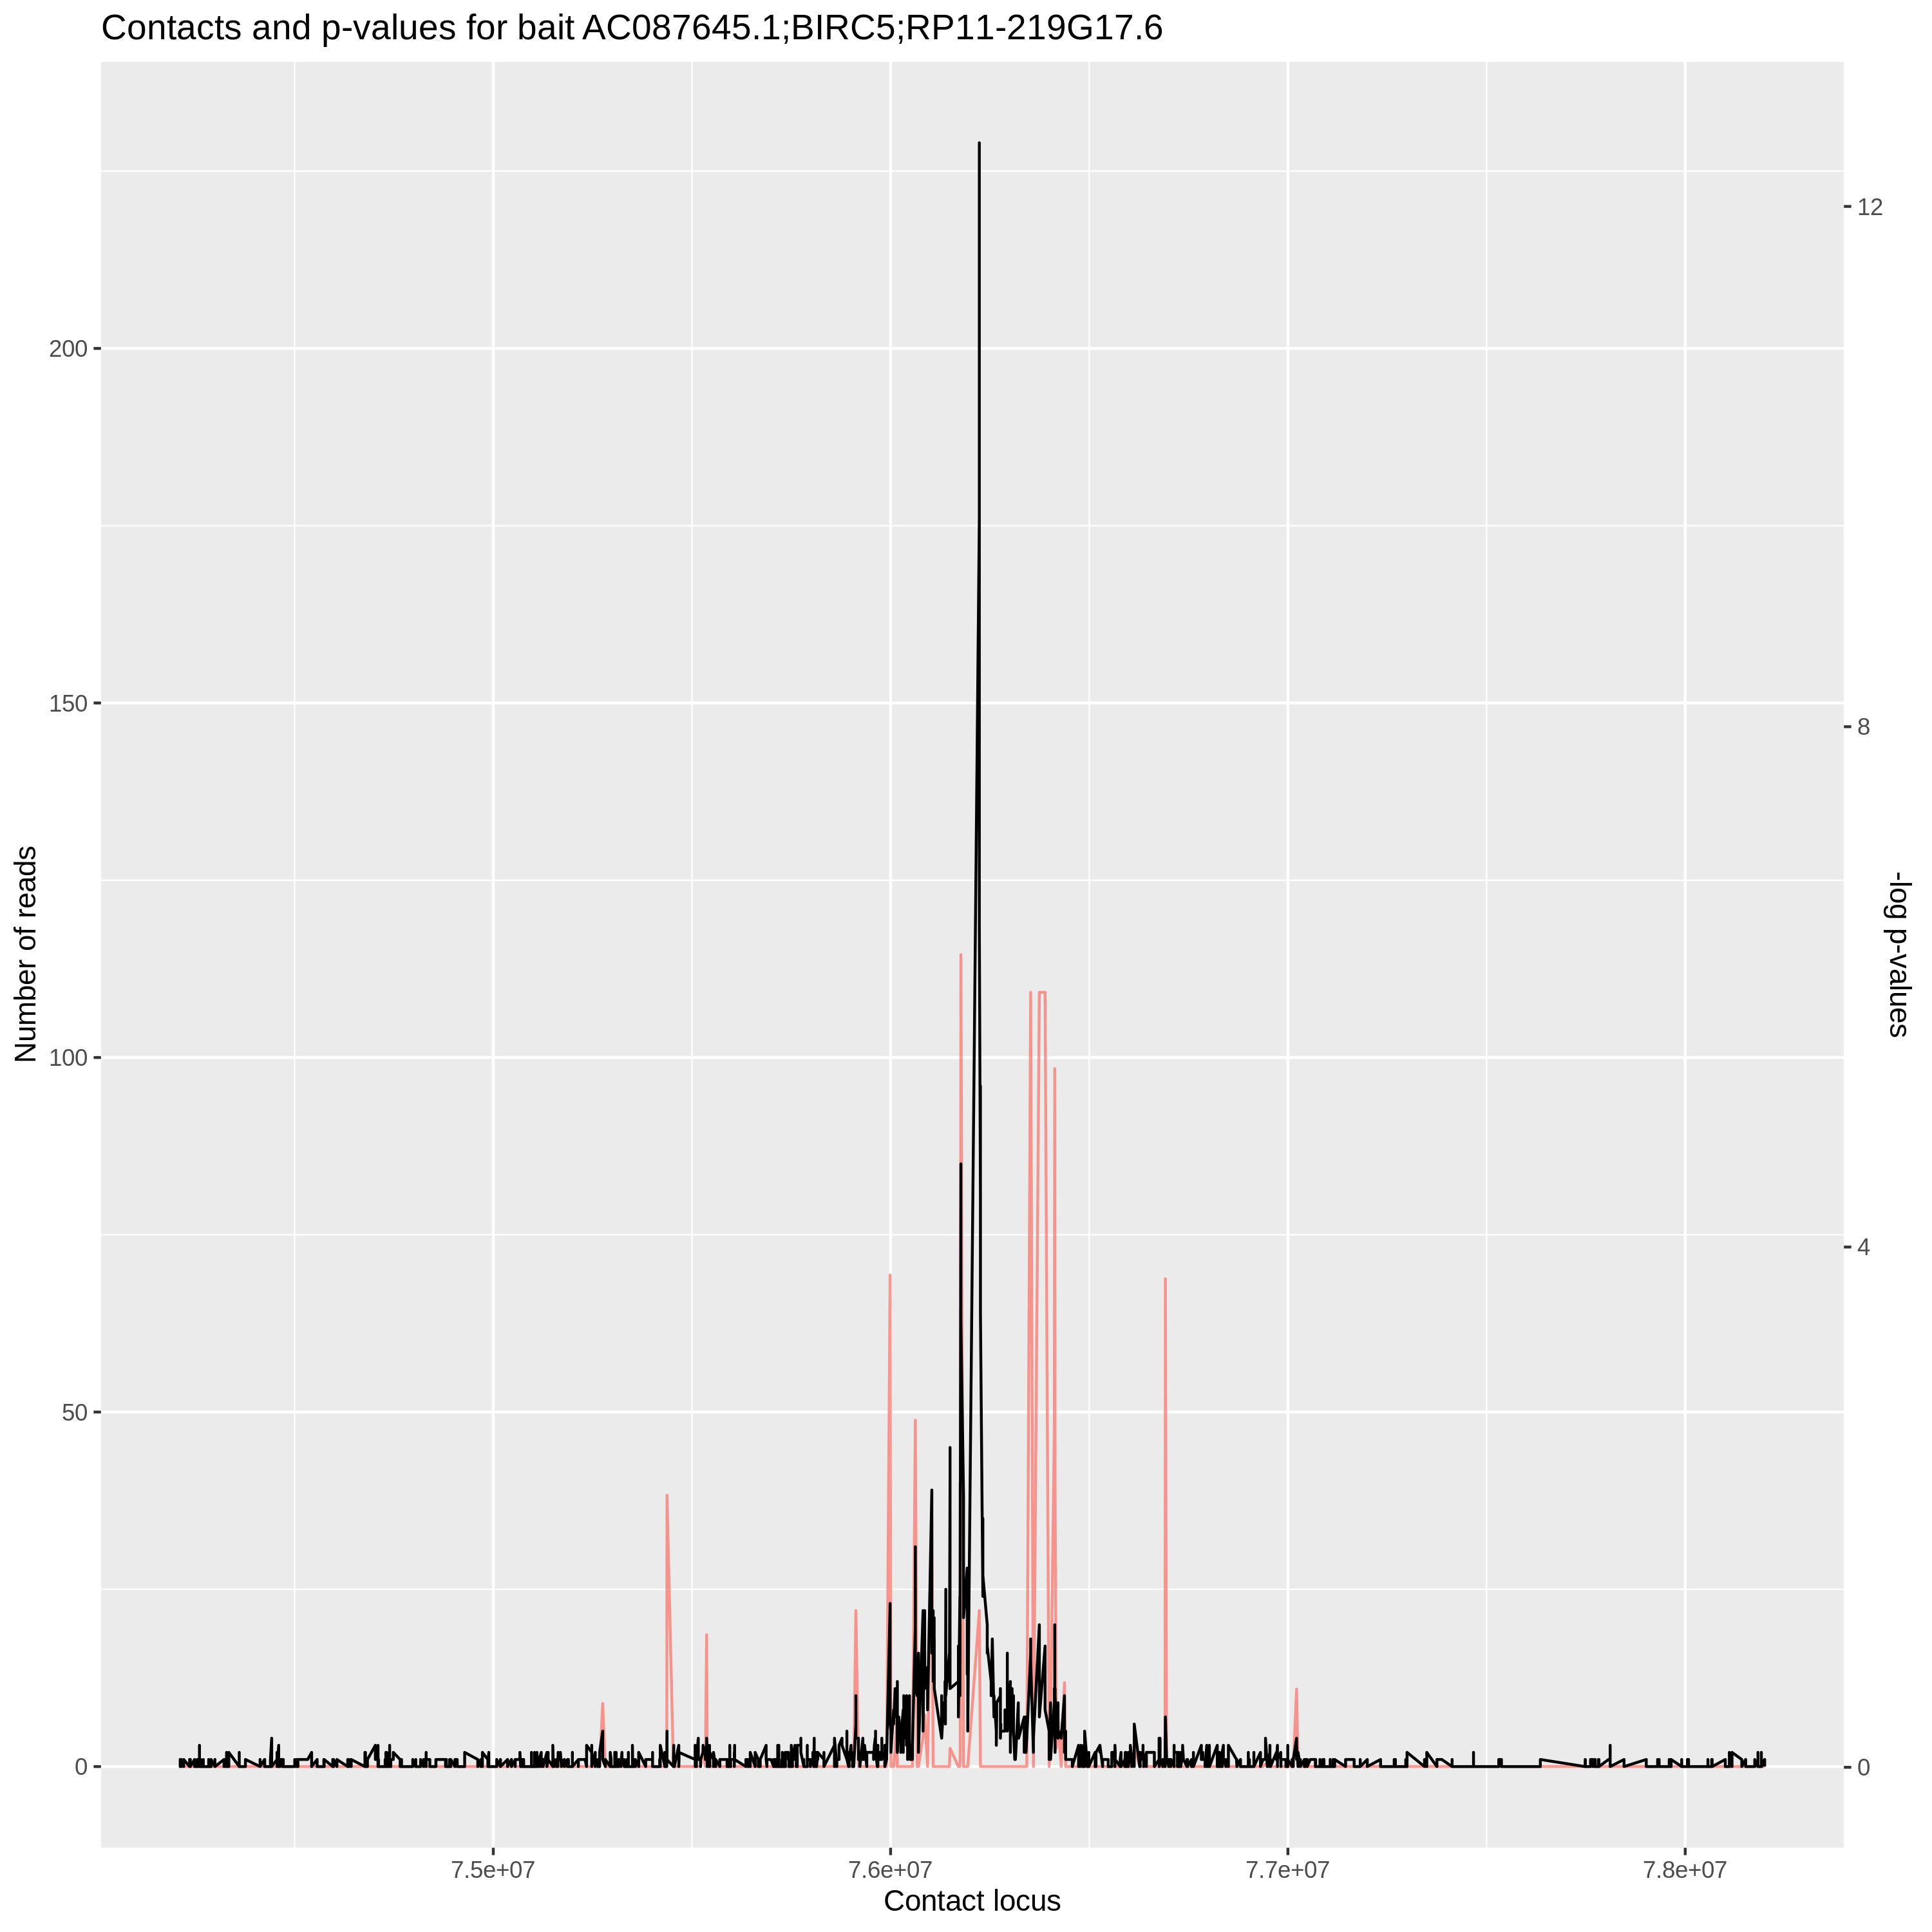 Contacts and p-values for bait AC087645.1;BIRC5;RP11-219G17.6
Number of reads
200
150
100
50
0
12
8
4
0
-log p-values
7.5e+07
7.6e+07
7.7e+07
7.8e+07
Contact locus